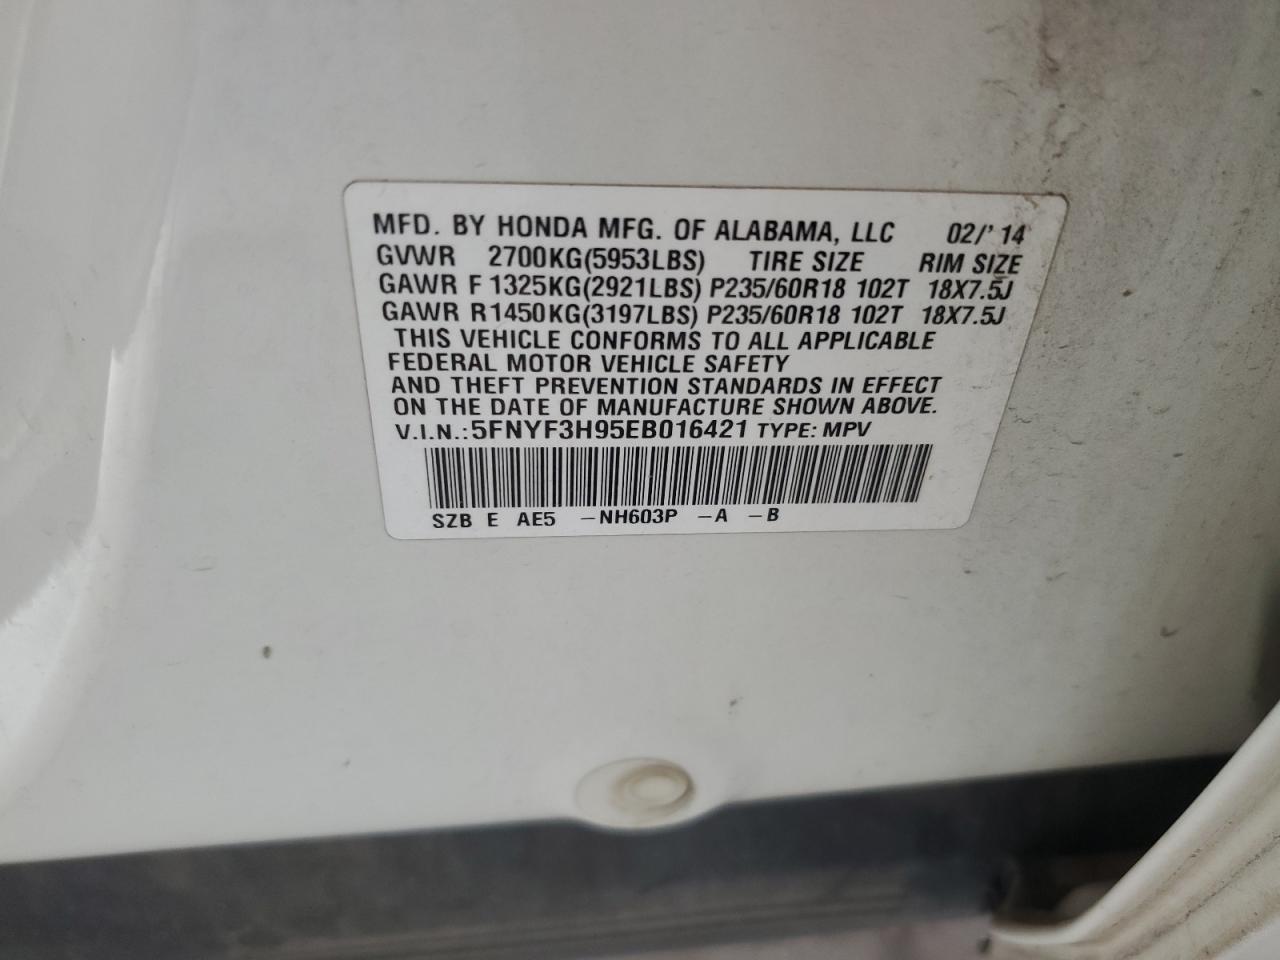 MFD. BY HONDA MFG. OF ALABAMA, LLC 02/'14
GVWR 2700KG(5953LBS) TIRE SIZE RIM SIZE
GAWR F 1325KG(2921LBS) P235/60R18 102T 18X7.5J
GAWR R1450KG(3197LBS) P235/60R18 102T 18X7.5J
THIS VEHICLE CONFORMS TO ALL APPLICABLE
FEDERAL MOTOR VEHICLE SAFETY
AND THEFT PREVENTION STANDARDS IN EFFECT
ON THE DATE OF MANUFACTURE SHOWN ABOVE.
V.I.N.:5FNYF3H95EB016421 TYPE: MPV
SZB E AE5 -NH603P -A -B